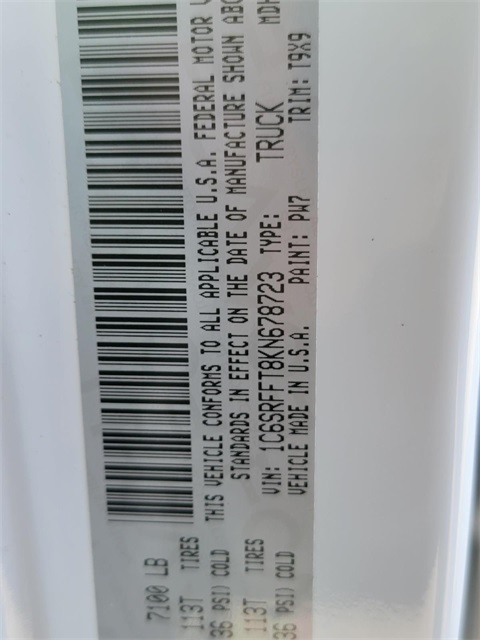 7100 LB
113T TIRES
36 PSI) COLD
113T TIRES
36 PSI) COLD
THIS VEHICLE CONFORMS TO ALL APPLICABLE U.S.A. FEDERAL MOTOR
STANDARDS IN EFFECT ON THE DATE OF MANUFACTURE SHOWN ABO
VIN: 1C6SRFFT8KN678723 TYPE: TRUCK
VEHICLE MADE IN U.S.A. PAINT: PW7 TRIM: T9X9
MDH